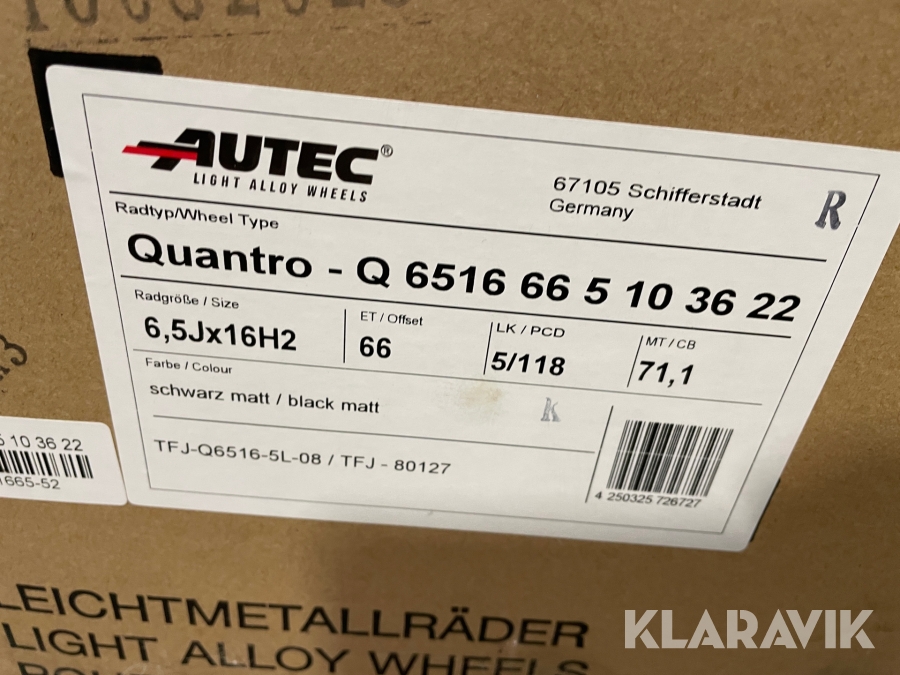 AUTEC®
LIGHT ALLOY WHEELS
67105 Schifferstadt
Germany
R
Radtyp/Wheel Type
Quantro - Q 6516 66 5 10 36 22
Radgröße / Size
6,5Jx16H2
ET / Offset
66
LK / PCD
5/118
MT / CB
71,1
Farbe / Colour
schwarz matt / black matt
K
TFJ-Q6516-5L-08 / TFJ - 80127
4 250325 726727
10 36 22
1665-52
LEICHTMETALLRÄDER
LIGHT ALLOY WHEELS
KLARAVIK